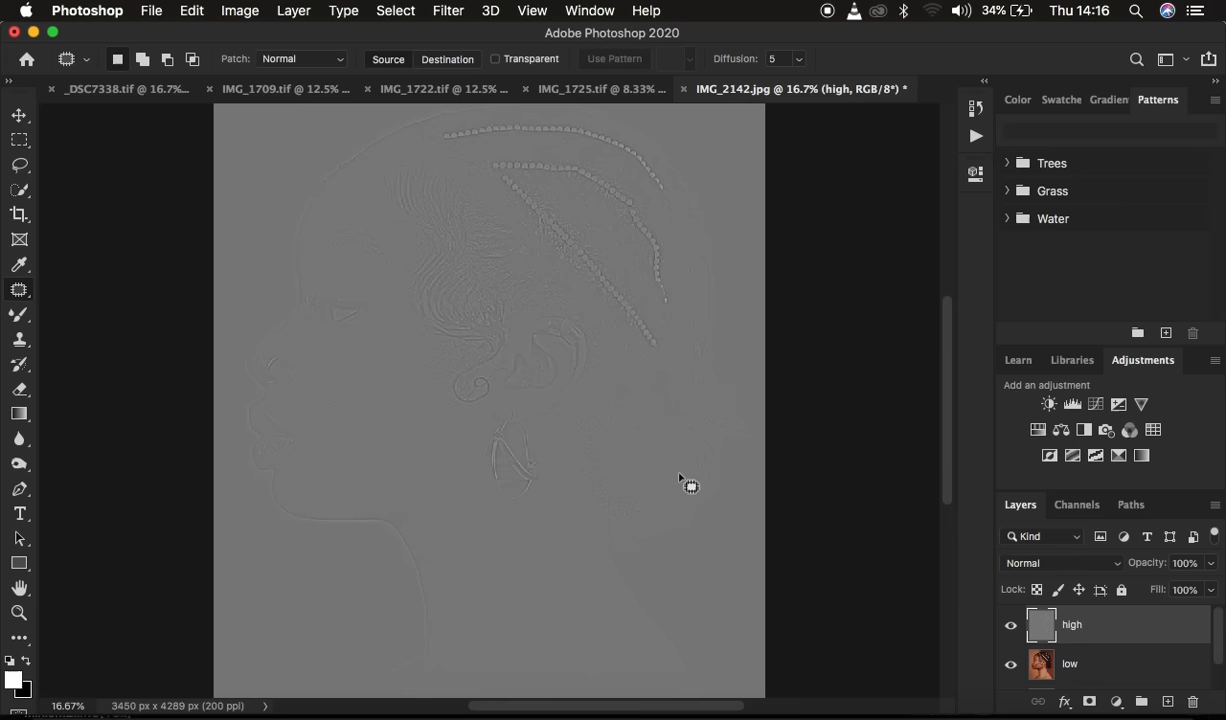 Photoshop File Edit Image Layer Type Select Filter 3D View Window Help 34% Thu 14:16
Adobe Photoshop 2020
Patch: Normal Source Destination Transparent Use Pattern Diffusion: 5
_DSC7338.tif @ 16.7%... IMG_1709.tif @ 12.5% ... IMG_1722.tif @ 12.5% ... IMG_1725.tif @ 8.33% ... IMG_2142.jpg @ 16.7% (high, RGB/8*) *
Color Swatche Gradien Patterns
Trees
Grass
Water
Learn Libraries Adjustments
Add an adjustment
Layers Channels Paths
Kind
Normal Opacity: 100%
Lock: Fill: 100%
high
low
16.67% 3450 px x 4289 px (200 ppi)